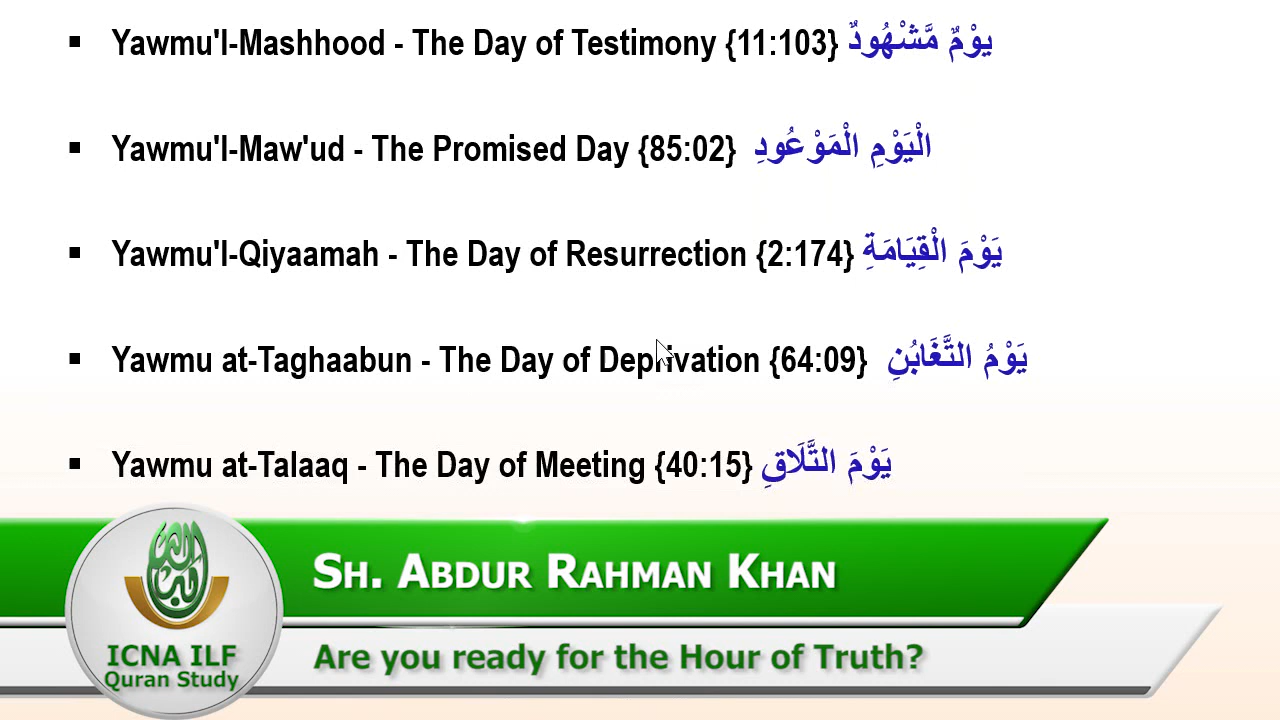 ▪ Yawmu'l-Mashhood - The Day of Testimony {11:103} يوْمٌ مَّشْهُودٌ
▪ Yawmu'l-Maw'ud - The Promised Day {85:02} الْيَوْمِ الْمَوْعُودِ
▪ Yawmu'l-Qiyaamah - The Day of Resurrection {2:174} يَوْمَ الْقِيَامَةِ
▪ Yawmu at-Taghaabun - The Day of Deprivation {64:09} يَوْمُ التَّغَابُنِ
▪ Yawmu at-Talaaq - The Day of Meeting {40:15} يَوْمَ التَّلَاقِ
SH. ABDUR RAHMAN KHAN
ICNA ILF
Quran Study
Are you ready for the Hour of Truth?